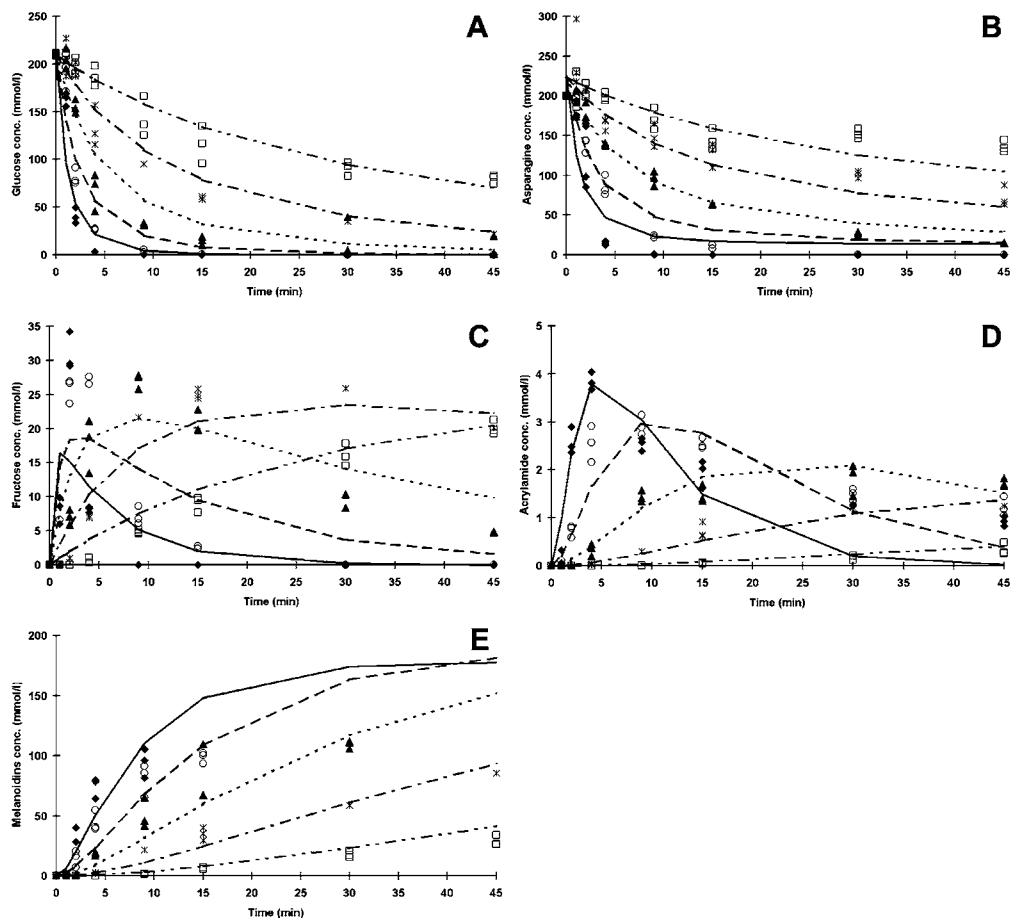 A
250
200
150
100
50
0
Glucose conc. (mmol/l)
0 5 10 15 20 25 30 35 40 45
Time (min)
B
300
250
200
150
100
50
0
Asparagine conc. (mmol/l)
0 5 10 15 20 25 30 35 40 45
Time (min)
C
35
30
25
20
15
10
5
0
Fructose conc. (mmol/l)
0 5 10 15 20 25 30 35 40 45
Time (min)
D
5
4
3
2
1
0
Acrylamide conc. (mmol/l)
0 5 10 15 20 25 30 35 40 45
Time (min)
E
200
150
100
50
0
Melanoidins conc. (mmol/l)
0 5 10 15 20 25 30 35 40 45
Time (min)